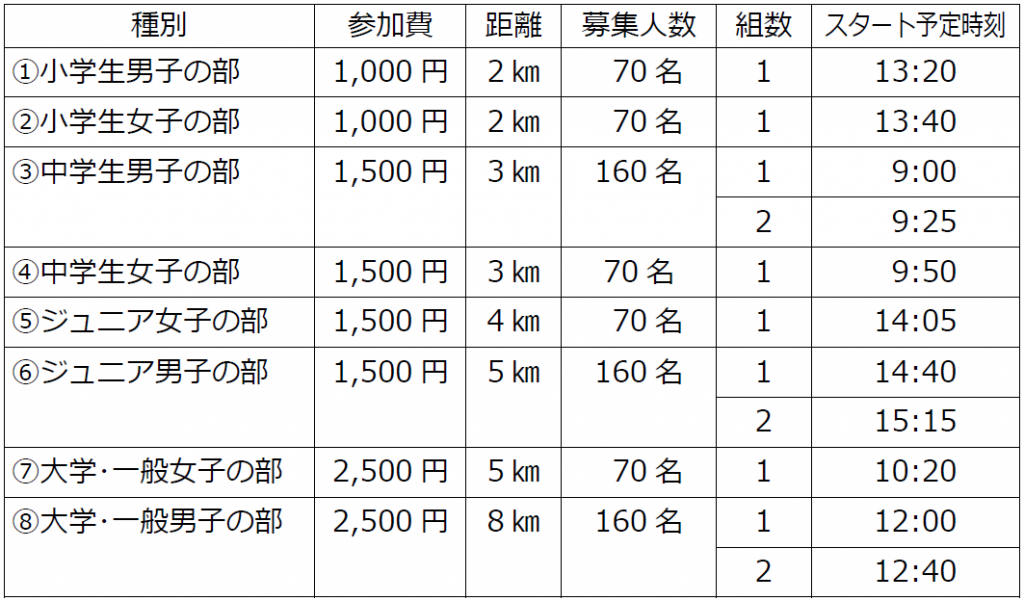 種別 参加費 距離 募集人数 組数 スタート予定時刻
①小学生男子の部 1,000 円 2 ㎞ 70 名 1 13:20
②小学生女子の部 1,000 円 2 ㎞ 70 名 1 13:40
③中学生男子の部 1,500 円 3 ㎞ 160 名 1 9:00
2 9:25
④中学生女子の部 1,500 円 3 ㎞ 70 名 1 9:50
⑤ジュニア女子の部 1,500 円 4 ㎞ 70 名 1 14:05
⑥ジュニア男子の部 1,500 円 5 ㎞ 160 名 1 14:40
2 15:15
⑦大学･一般女子の部 2,500 円 5 ㎞ 70 名 1 10:20
⑧大学･一般男子の部 2,500 円 8 ㎞ 160 名 1 12:00
2 12:40